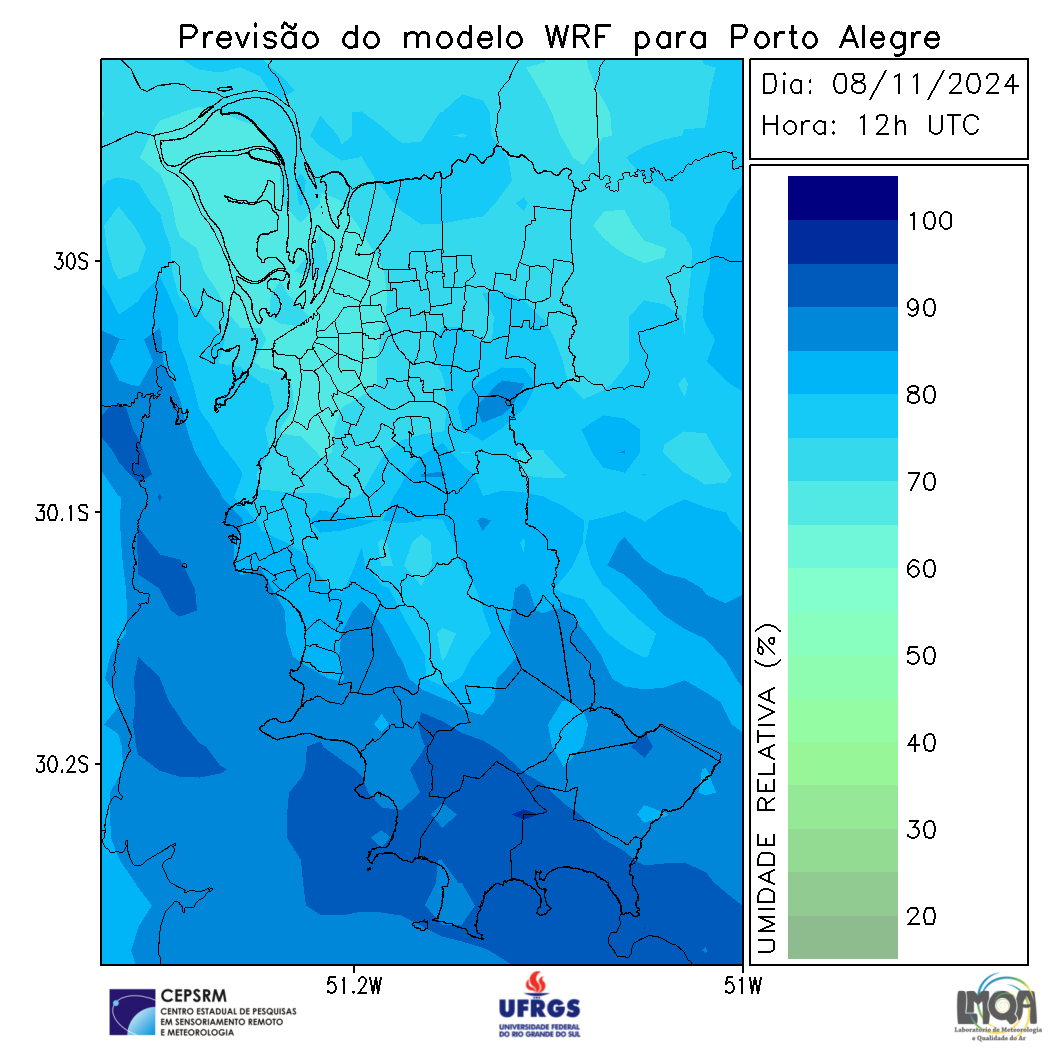 Previsão do modelo WRF para Porto Alegre
Dia: 08/11/2024
Hora: 12h UTC
30S
30.1S
30.2S
51.2W
51W
UMIDADE RELATIVA (%)
100
90
80
70
60
50
40
30
20
CEPSRM
CENTRO ESTADUAL DE PESQUISAS
EM SENSORIAMENTO REMOTO
E METEOROLOGIA
UFRGS
UNIVERSIDADE FEDERAL
DO RIO GRANDE DO SUL
LMQA
Laboratório de Meteorologia
e Qualidade do Ar